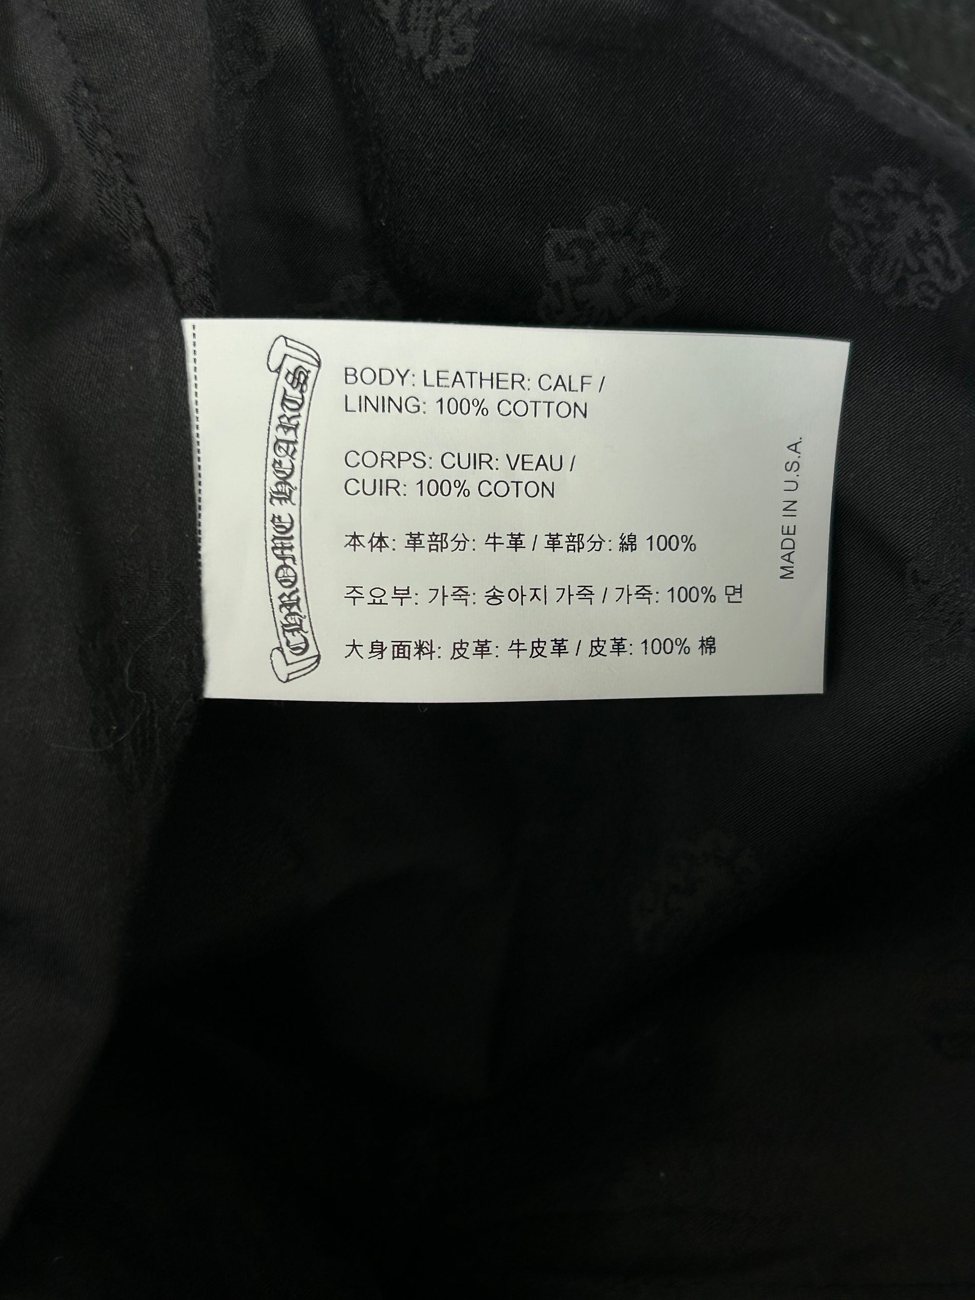 CHROME HEARTS
BODY: LEATHER: CALF /
LINING: 100% COTTON
CORPS: CUIR: VEAU /
CUIR: 100% COTON
本体: 革部分: 牛革 / 革部分: 綿 100%
주요부: 가죽: 송아지 가죽 / 가죽: 100% 면
大身面料: 皮革: 牛皮革 / 皮革: 100% 棉
MADE IN U.S.A.